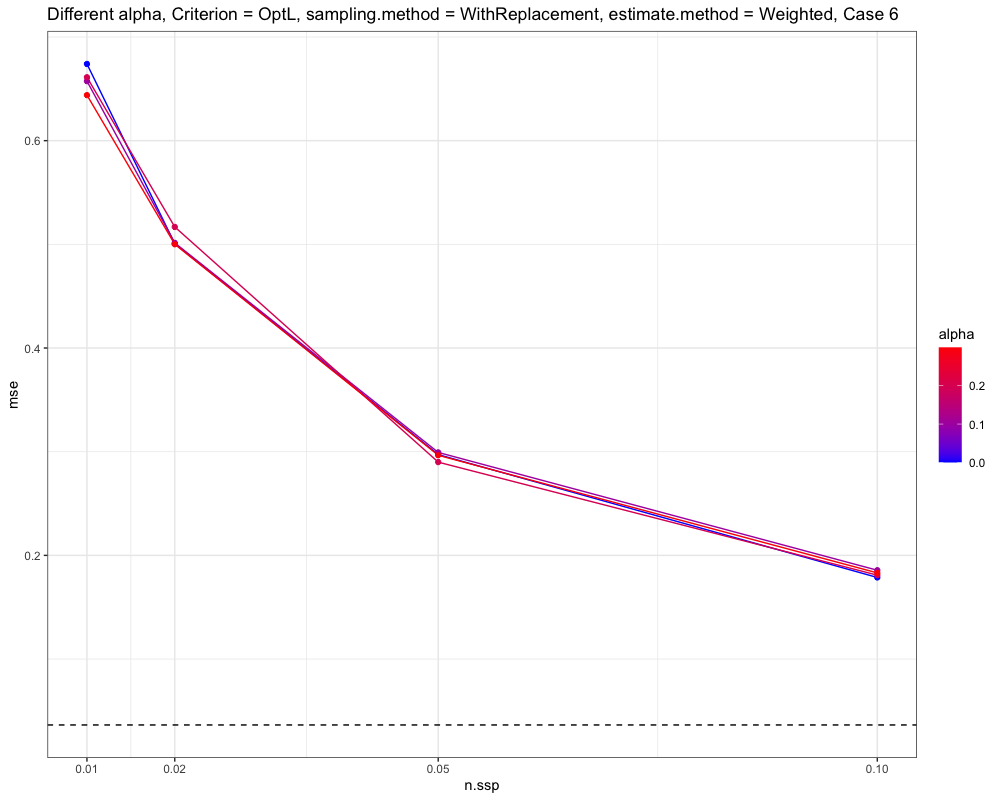 Different alpha, Criterion = OptL, sampling.method = WithReplacement, estimate.method = Weighted, Case 6
0.6
0.4
0.2
mse
0.01
0.02
0.05
0.10
n.ssp
alpha
0.2
0.1
0.0